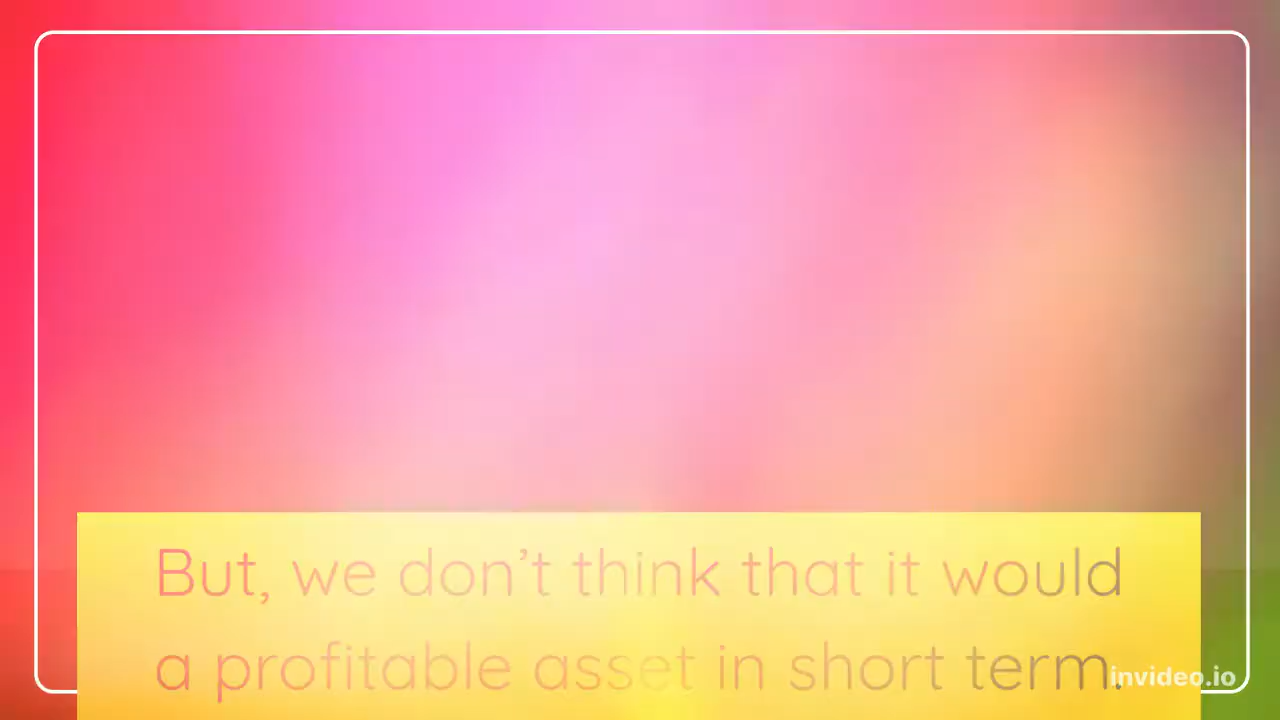 But, we don’t think that it would
a profitable asset in short term.
invideo.io